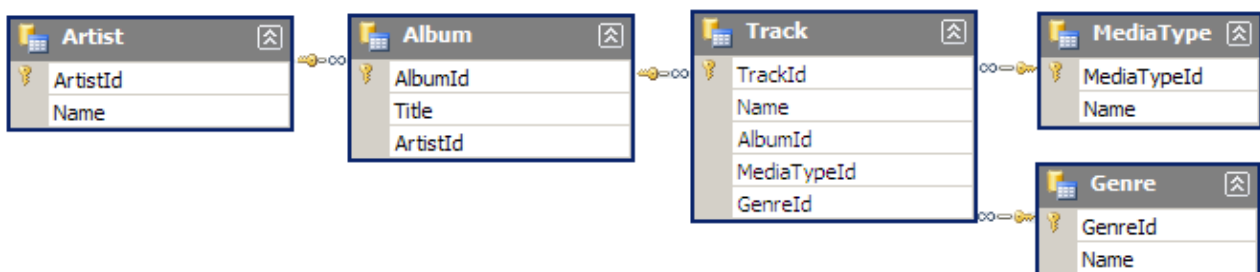 Artist
ArtistId
Name
Album
AlbumId
Title
ArtistId
Track
TrackId
Name
AlbumId
MediaTypeId
GenreId
MediaType
MediaTypeId
Name
Genre
GenreId
Name